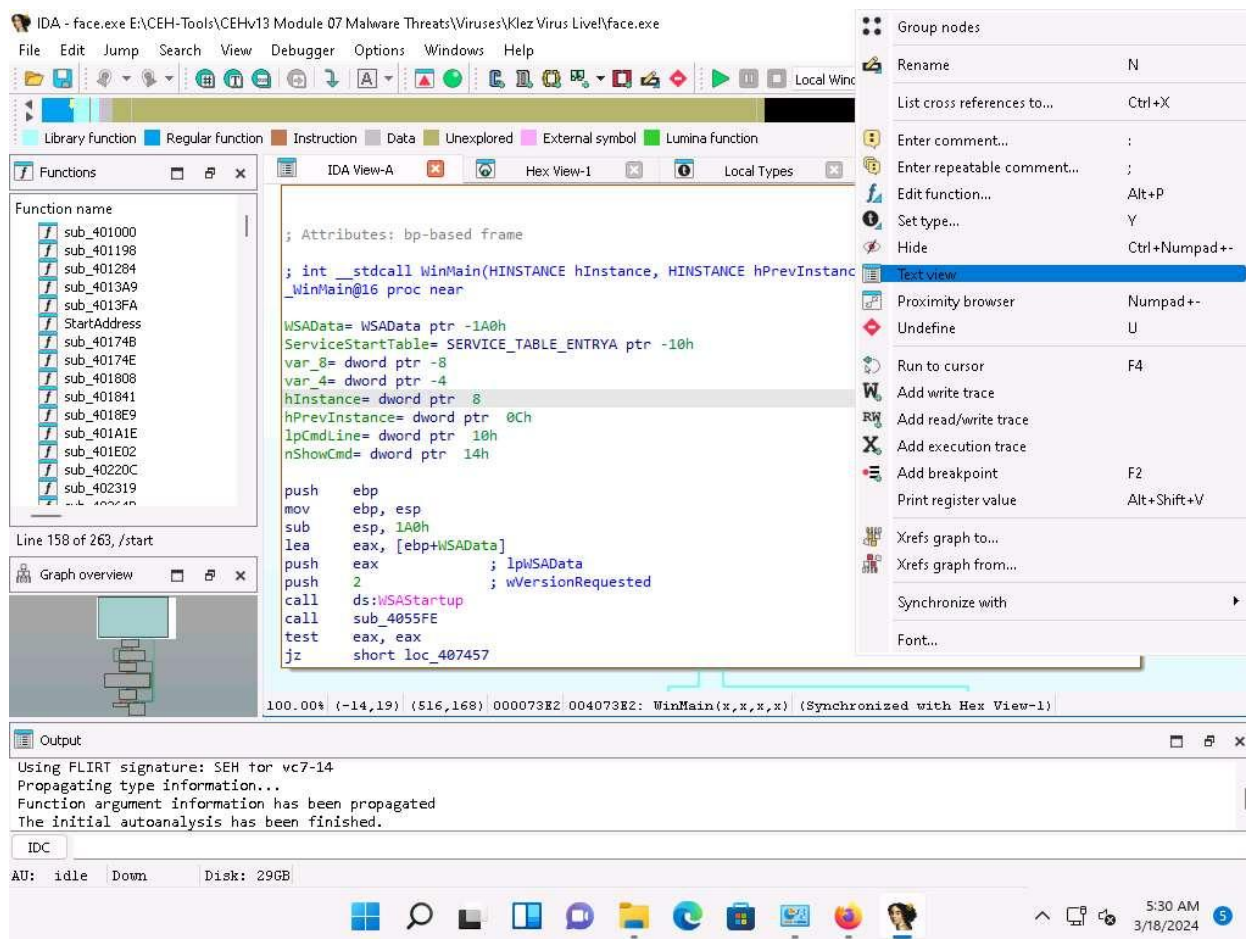 IDA - face.exe E:\CEH-Tools\CEHv13 Module 07 Malware Threats\Viruses\Klez Virus Live!\face.exe
File Edit Jump Search View Debugger Options Windows Help
Local Winc
Library function Regular function Instruction Data Unexplored External symbol Lumina function
Functions
IDA View-A Hex View-1 Local Types
Function name
sub_401000
sub_401198
sub_401284
sub_4013A9
sub_4013FA
StartAddress
sub_40174B
sub_40174E
sub_401808
sub_401841
sub_4018E9
sub_401A1E
sub_401E02
sub_40220C
sub_402319
Line 158 of 263, /start
Graph overview
; Attributes: bp-based frame
; int __stdcall WinMain(HINSTANCE hInstance, HINSTANCE hPrevInstanc
_WinMain@16 proc near
WSAData= WSAData ptr -1A0h
ServiceStartTable= SERVICE_TABLE_ENTRYA ptr -10h
var_8= dword ptr -8
var_4= dword ptr -4
hInstance= dword ptr 8
hPrevInstance= dword ptr 0Ch
lpCmdLine= dword ptr 10h
nShowCmd= dword ptr 14h
push ebp
mov ebp, esp
sub esp, 1A0h
lea eax, [ebp+WSAData]
push eax ; lpWSAData
push 2 ; wVersionRequested
call ds:WSAStartup
call sub_4055FE
test eax, eax
jz short loc_407457
100.00% (-14,19) (516,168) 000073E2 004073E2: WinMain(x,x,x,x) (Synchronized with Hex View-1)
Group nodes
Rename N
List cross references to... Ctrl+X
Enter comment... :
Enter repeatable comment... ;
Edit function... Alt+P
Set type... Y
Hide Ctrl+Numpad+-
Text view
Proximity browser Numpad+-
Undefine U
Run to cursor F4
Add write trace
Add read/write trace
Add execution trace
Add breakpoint F2
Print register value Alt+Shift+V
Xrefs graph to...
Xrefs graph from...
Synchronize with
Font...
Output
Using FLIRT signature: SEH for vc7-14
Propagating type information...
Function argument information has been propagated
The initial autoanalysis has been finished.
IDC
AU: idle Down Disk: 29GB
5:30 AM
3/18/2024
5